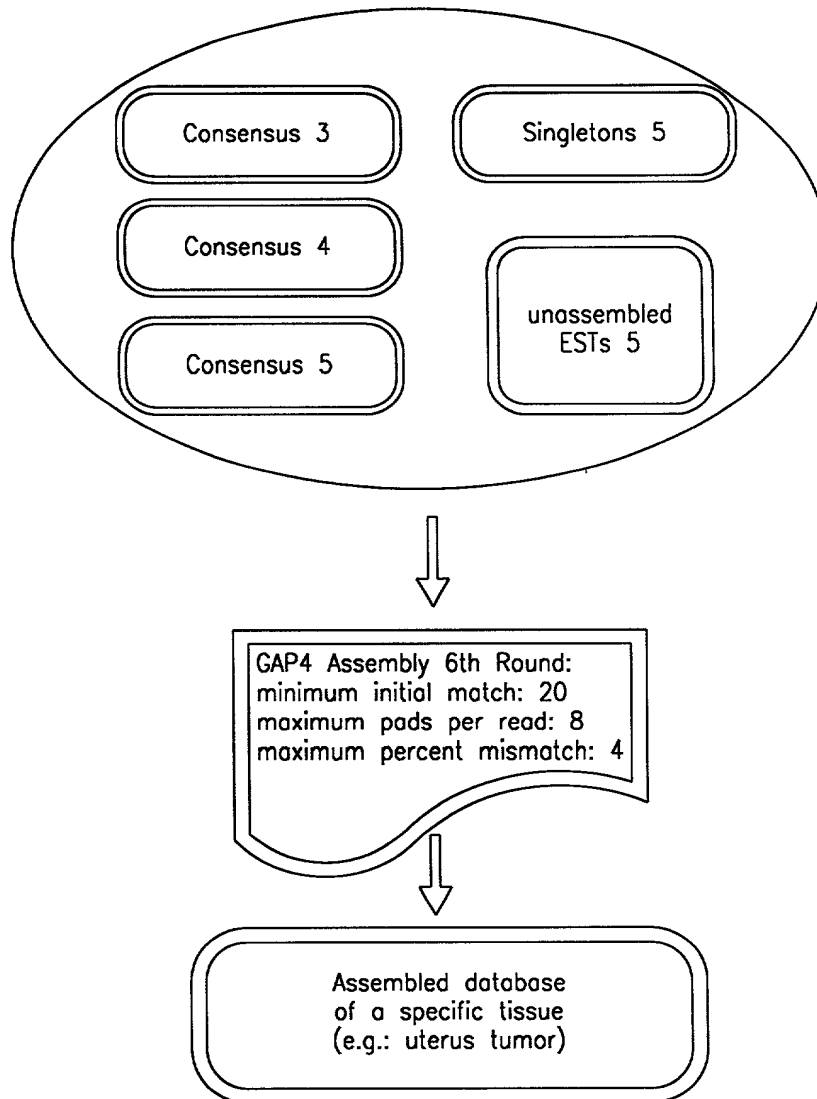 Consensus 3
Singletons 5
Consensus 4
Consensus 5
unassembled
ESTs 5
GAP4 Assembly 6th Round:
minimum initial match: 20
maximum pads per read: 8
maximum percent mismatch: 4
Assembled database
of a specific tissue
(e.g.: uterus tumor)